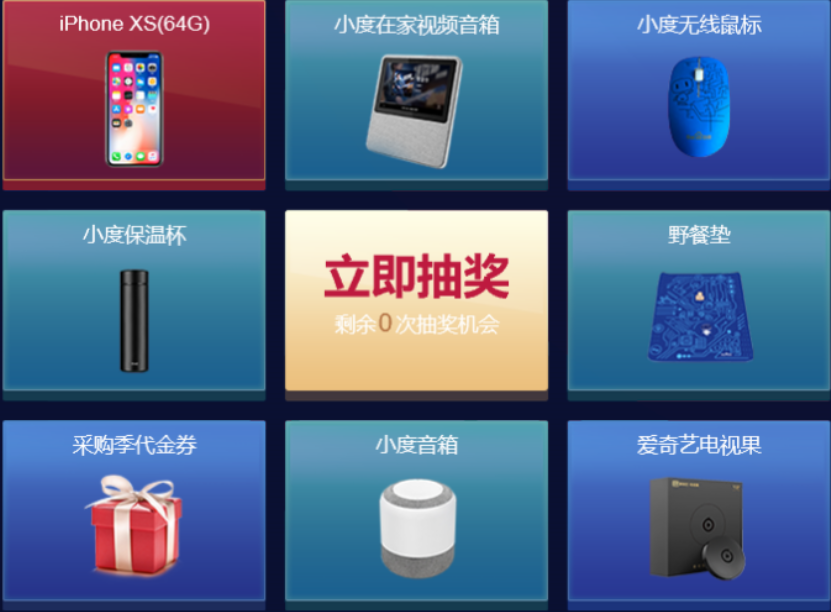 iPhone XS(64G)
小度在家视频音箱
小度无线鼠标
小度保温杯
立即抽奖
剩余0次抽奖机会
野餐垫
采购季代金券
小度音箱
爱奇艺电视果